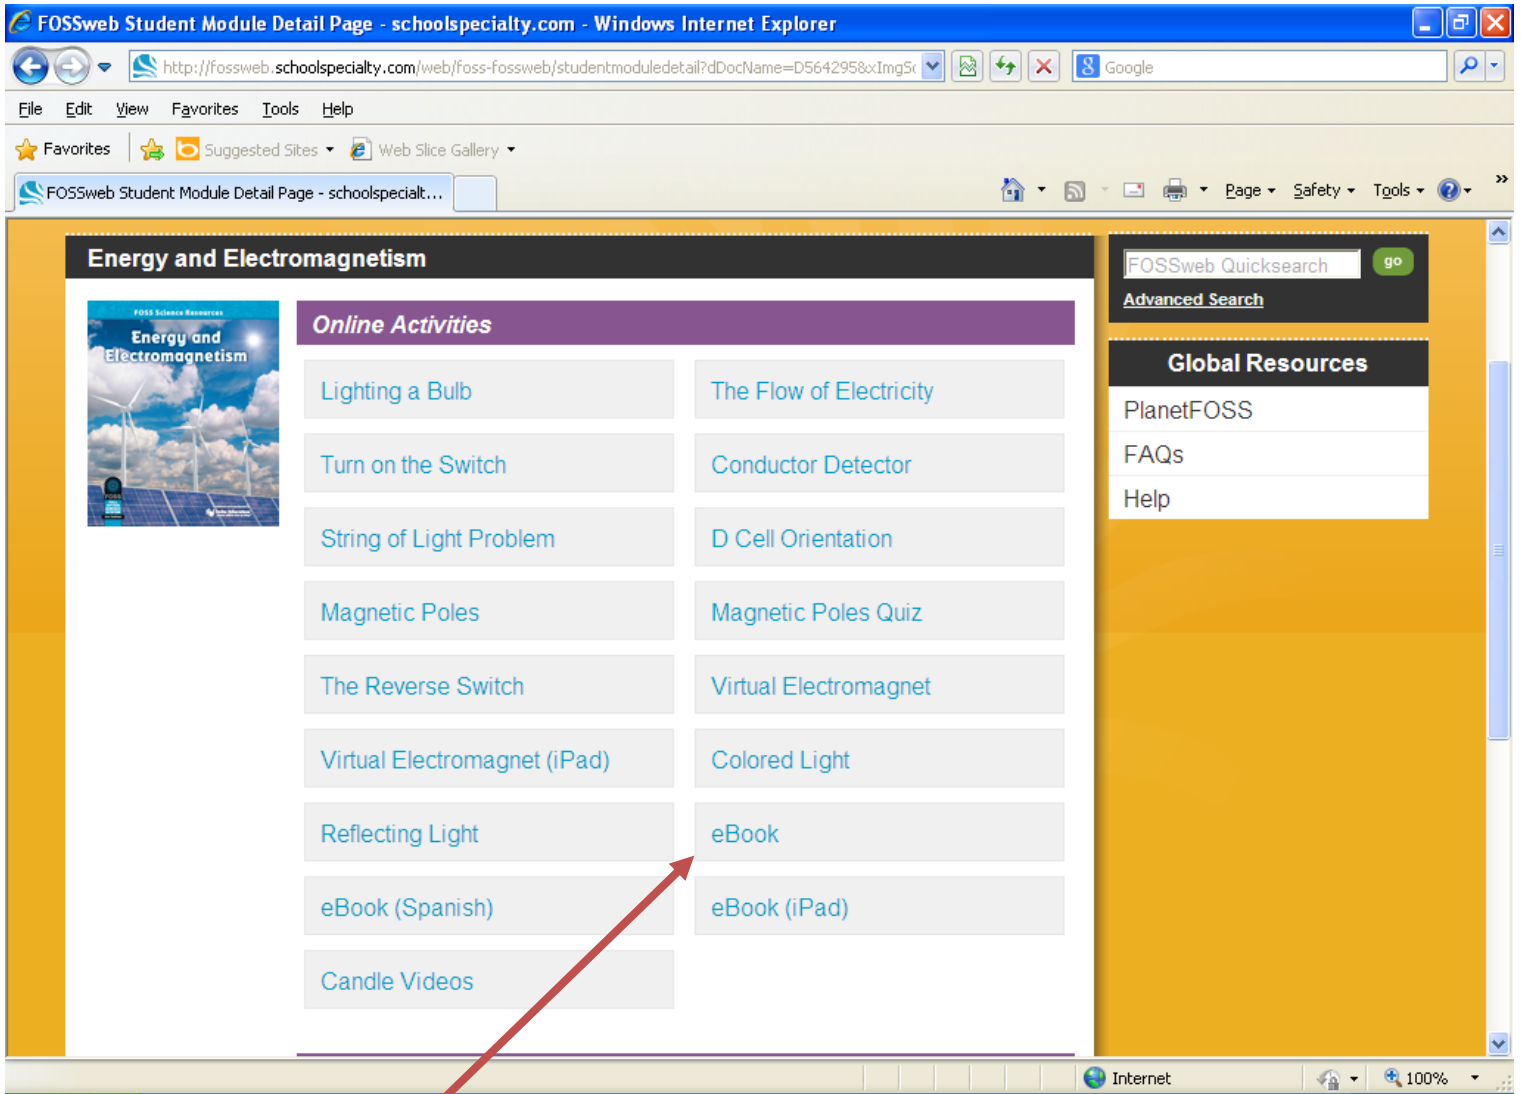 FOSSweb Student Module Detail Page - schoolspecialty.com - Windows Internet Explorer
http://fossweb.schoolspecialty.com/web/foss-fossweb/studentmoduledetail?dDocName=D564295&xImgSc
Google
File Edit View Favorites Tools Help
Favorites Suggested Sites Web Slice Gallery
FOSSweb Student Module Detail Page - schoolspecialt...
Page Safety Tools »
Energy and Electromagnetism
FOSSweb Quicksearch go
Advanced Search
FOSS Science Resources
Energy and
Electromagnetism
FOSS
Online Activities
Lighting a Bulb
The Flow of Electricity
Turn on the Switch
Conductor Detector
String of Light Problem
D Cell Orientation
Magnetic Poles
Magnetic Poles Quiz
The Reverse Switch
Virtual Electromagnet
Virtual Electromagnet (iPad)
Colored Light
Reflecting Light
eBook
eBook (Spanish)
eBook (iPad)
Candle Videos
Global Resources
PlanetFOSS
FAQs
Help
Internet
100%